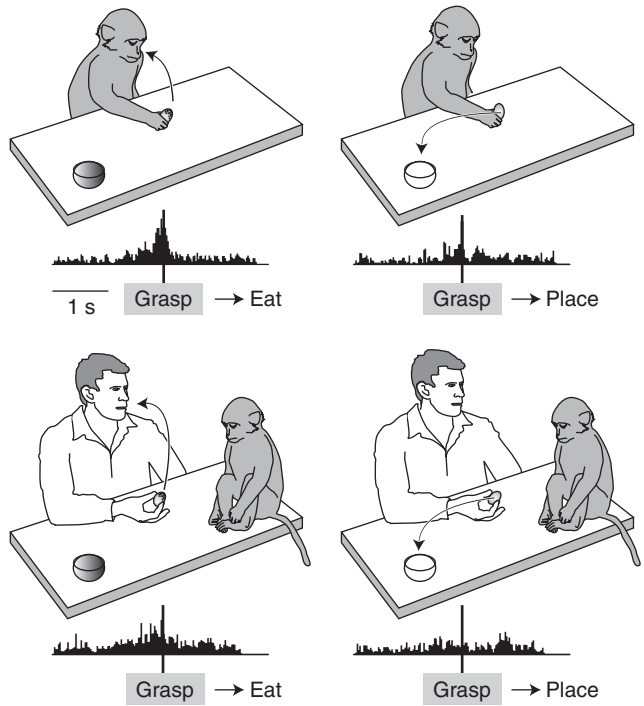 1 s
Grasp → Eat
Grasp → Place
Grasp → Eat
Grasp → Place